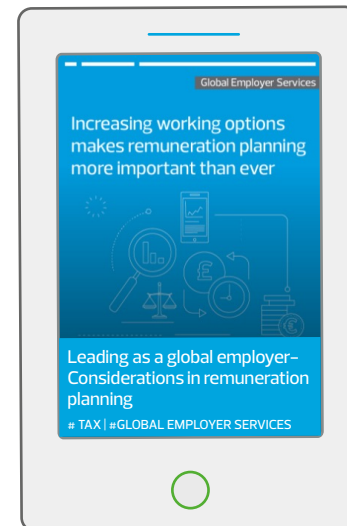 Global Employer Services
Increasing working options
makes remuneration planning
more important than ever
£
€
Leading as a global employer–
Considerations in remuneration
planning
# TAX | #GLOBAL EMPLOYER SERVICES